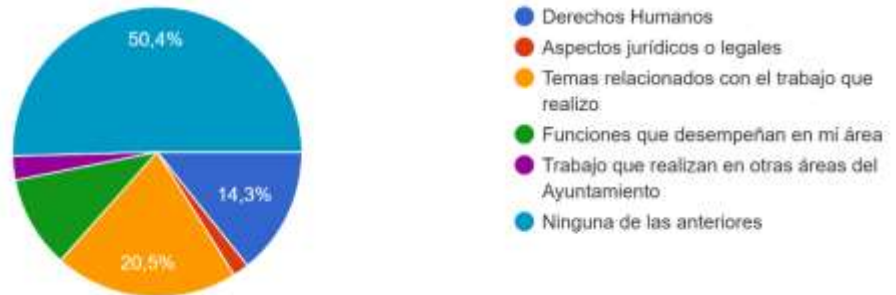 50,4%
14,3%
20,5%
Derechos Humanos
Aspectos jurídicos o legales
Temas relacionados con el trabajo que
realizo
Funciones que desempeñan en mi área
Trabajo que realizan en otras áreas del
Ayuntamiento
Ninguna de las anteriores